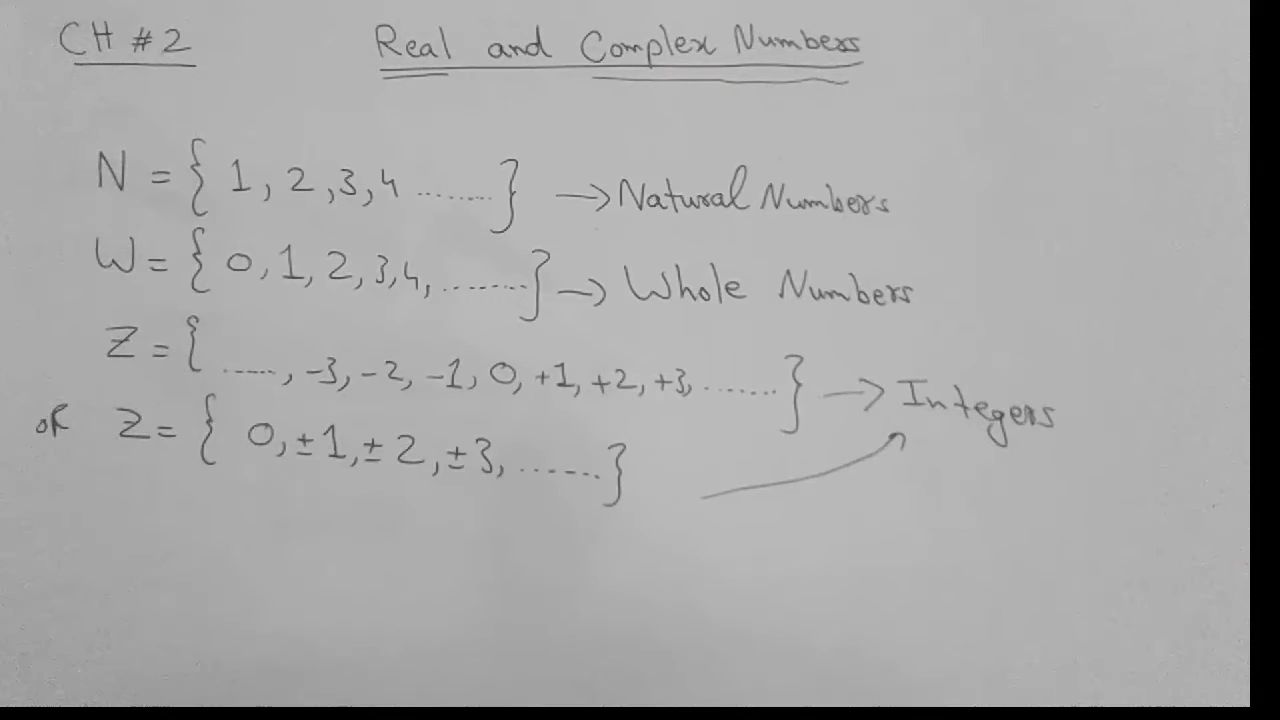 CH # 2 Real and Complex Numbers
N = { 1, 2, 3, 4 ........ } → Natural Numbers
W = { 0, 1, 2, 3, 4, ........ } → Whole Numbers
Z = { ......, -3, -2, -1, 0, +1, +2, +3, ........ } → Integers
or Z = { 0, ±1, ±2, ±3, ....... }